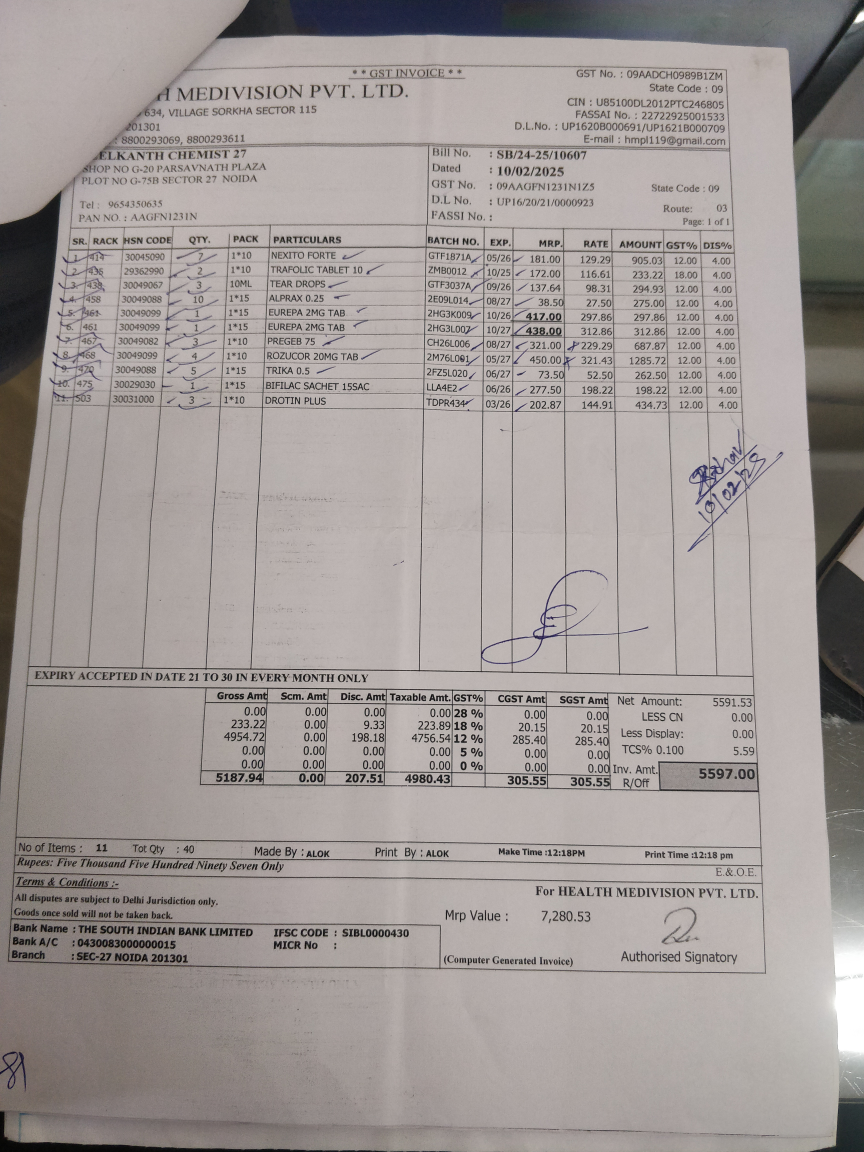 * * GST INVOICE * *
H MEDIVISION PVT. LTD.
634, VILLAGE SORKHA SECTOR 115
201301
: 8800293069, 8800293611
GST No. : 09AADCH0989B1ZM
State Code : 09
CIN : U85100DL2012PTC246805
FASSAI No. : 22722925001533
D.L.No. : UP1620B000691/UP1621B000709
E-mail : hmpl119@gmail.com
ELKANTH CHEMIST 27
SHOP NO G-20 PARSAVNATH PLAZA
PLOT NO G-75B SECTOR 27 NOIDA
Tel : 9654350635
PAN NO. : AAGFN1231N
Bill No. : SB/24-25/10607
Dated : 10/02/2025
GST No. : 09AAGFN1231N1Z5 State Code : 09
D.L No. : UP16/20/21/0000923
Route: 03
FASSI No. :
Page: 1 of 1
SR. RACK HSN CODE QTY. PACK PARTICULARS BATCH NO. EXP. MRP. RATE AMOUNT GST% DIS%
1. 414 30045090 7 1*10 NEXITO FORTE GTF1871A 05/26 181.00 129.29 905.03 12.00 4.00
2. 436 29362990 2 1*10 TRAFOLIC TABLET 10 ZMB0012 10/25 172.00 116.61 233.22 18.00 4.00
3. 30049067 3 10ML TEAR DROPS GTF3037A 09/26 137.64 98.31 294.93 12.00 4.00
4. 458 30049088 10 1*15 ALPRAX 0.25 2E09L014 08/27 38.50 27.50 275.00 12.00 4.00
5. 461 30049099 1 1*15 EUREPA 2MG TAB 2HG3K009 10/26 417.00 297.86 297.86 12.00 4.00
6. 461 30049099 1 1*15 EUREPA 2MG TAB 2HG3L007 10/27 438.00 312.86 312.86 12.00 4.00
7. 467 30049082 3 1*10 PREGEB 75 CH26L006 08/27 321.00 229.29 687.87 12.00 4.00
8. 468 30049099 4 1*10 ROZUCOR 20MG TAB 2M76L001 05/27 450.00 321.43 1285.72 12.00 4.00
9. 470 30049088 5 1*15 TRIKA 0.5 2FZ5L020 06/27 73.50 52.50 262.50 12.00 4.00
10. 475 30029030 1 1*15 BIFILAC SACHET 15SAC LLA4E2 06/26 277.50 198.22 198.22 12.00 4.00
11. 503 30031000 3 1*10 DROTIN PLUS TDPR434 03/26 202.87 144.91 434.73 12.00 4.00
10/02/25
EXPIRY ACCEPTED IN DATE 21 TO 30 IN EVERY MONTH ONLY
Gross Amt Scm. Amt Disc. Amt Taxable Amt. GST% CGST Amt SGST Amt
0.00 0.00 0.00 0.00 28 % 0.00 0.00
233.22 0.00 9.33 223.89 18 % 20.15 20.15
4954.72 0.00 198.18 4756.54 12 % 285.40 285.40
0.00 0.00 0.00 0.00 5 % 0.00 0.00
0.00 0.00 0.00 0.00 0 % 0.00 0.00
5187.94 0.00 207.51 4980.43 305.55 305.55
Net Amount: 5591.53
LESS CN 0.00
Less Display: 0.00
TCS% 0.100 5.59
Inv. Amt. 5597.00
R/Off
No of Items : 11 Tot Qty : 40 Made By : ALOK Print By : ALOK Make Time :12:18PM Print Time :12:18 pm
Rupees: Five Thousand Five Hundred Ninety Seven Only
E.& O.E.
Terms & Conditions :-
All disputes are subject to Delhi Jurisdiction only.
Goods once sold will not be taken back.
For HEALTH MEDIVISION PVT. LTD.
Mrp Value : 7,280.53
Bank Name : THE SOUTH INDIAN BANK LIMITED IFSC CODE : SIBL0000430
Bank A/C : 0430083000000015 MICR No :
Branch : SEC-27 NOIDA 201301
(Computer Generated Invoice)
Authorised Signatory
81